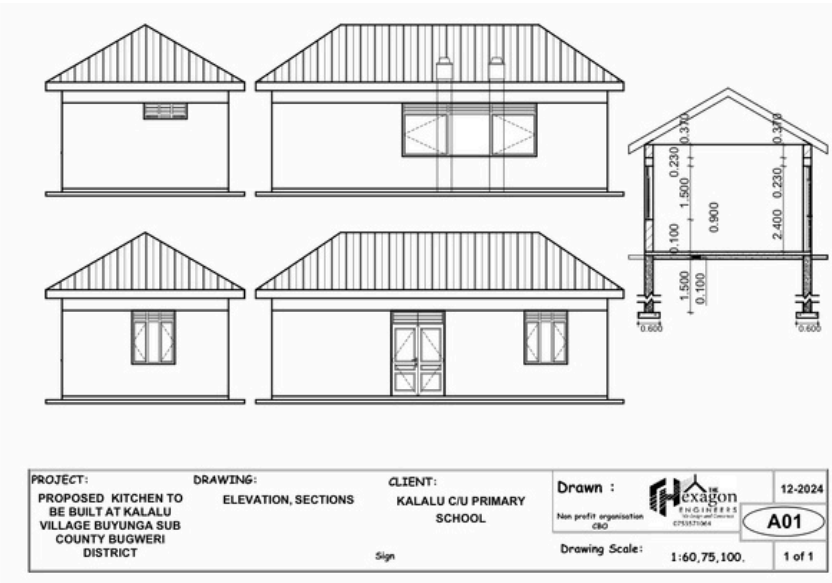 0.370
0.370
0.230
0.230
1.500
0.900
2.400
0.100
1.500
0.100
0.600
0.600
PROJECT:
PROPOSED KITCHEN TO
BE BUILT AT KALALU
VILLAGE BUYUNGA SUB
COUNTY BUGWERI
DISTRICT
DRAWING:
ELEVATION, SECTIONS
Sign
CLIENT:
KALALU C/U PRIMARY
SCHOOL
Drawn :
Non profit organisation
CBO
THE
Hexagon
ENGINEERS
0753571064
Drawing Scale:
1:60,75,100.
12-2024
A01
1 of 1